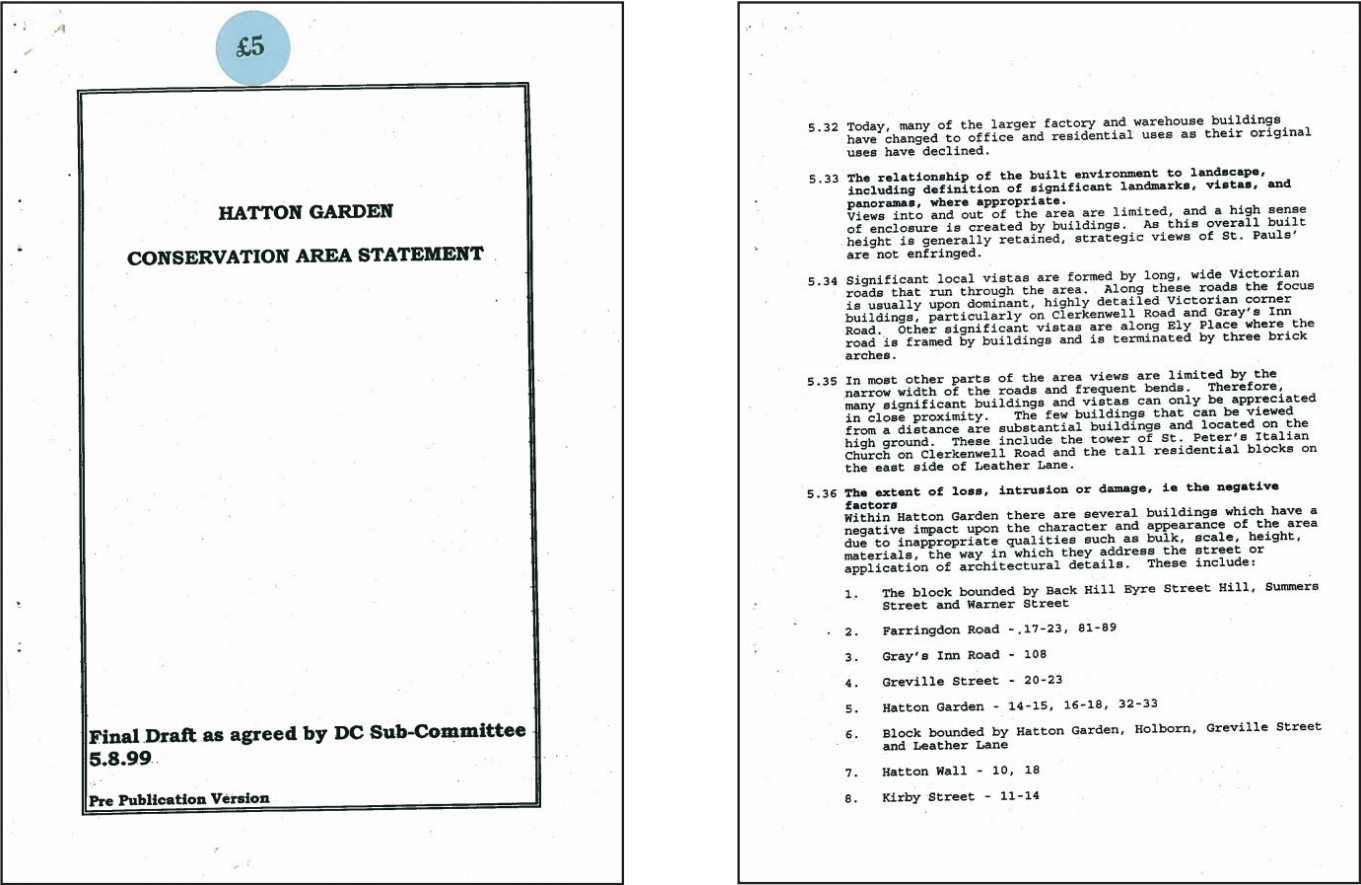 £5
HATTON GARDEN
CONSERVATION AREA STATEMENT
Final Draft as agreed by DC Sub-Committee
5.8.99
Pre Publication Version
5.32 Today, many of the larger factory and warehouse buildings
have changed to office and residential uses as their original
uses have declined.
5.33 The relationship of the built environment to landscape,
including definition of significant landmarks, vistas, and
panoramas, where appropriate.
Views into and out of the area are limited, and a high sense
of enclosure is created by buildings. As this overall built
height is generally retained, strategic views of St. Pauls'
are not enfringed.
5.34 Significant local vistas are formed by long, wide Victorian
roads that run through the area. Along these roads the focus
is usually upon dominant, highly detailed Victorian corner
buildings, particularly on Clerkenwell Road and Gray's Inn
Road. Other significant vistas are along Ely Place where the
road is framed by buildings and is terminated by three brick
arches.
5.35 In most other parts of the area views are limited by the
narrow width of the roads and frequent bends. Therefore,
many significant buildings and vistas can only be appreciated
in close proximity. The few buildings that can be viewed
from a distance are substantial buildings and located on the
high ground. These include the tower of St. Peter's Italian
Church on Clerkenwell Road and the tall residential blocks on
the east side of Leather Lane.
5.36 The extent of loss, intrusion or damage, ie the negative
factors
Within Hatton Garden there are several buildings which have a
negative impact upon the character and appearance of the area
due to inappropriate qualities such as bulk, scale, height,
materials, the way in which they address the street or
application of architectural details. These include:
1. The block bounded by Back Hill Eyre Street Hill, Summers
Street and Warner Street
2. Farringdon Road - 17-23, 81-89
3. Gray's Inn Road - 108
4. Greville Street - 20-23
5. Hatton Garden - 14-15, 16-18, 32-33
6. Block bounded by Hatton Garden, Holborn, Greville Street
and Leather Lane
7. Hatton Wall - 10, 18
8. Kirby Street - 11-14